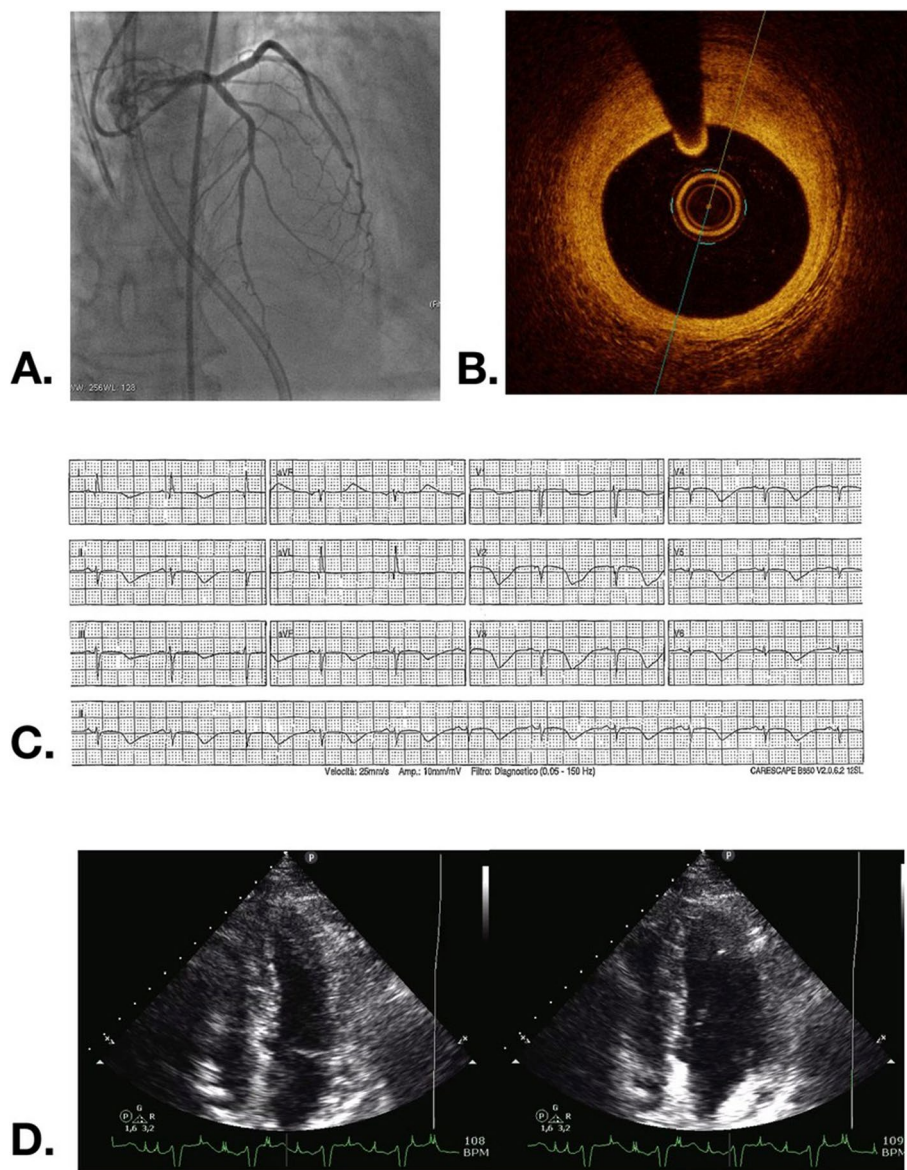 (Fr
A.
WW: 256WL: 128
B.
I aVR V1 V4
II aVL V2 V5
III aVF V3 V6
II
C.
Velocità: 25mm/s Amp.: 10mm/mV Filtro: Diagnostico (0.05 - 150 Hz) CARESCAPE B850 V2.0.6.2 12SL
P P
G G
P R P R
1,6 3,2 1,6 3,2
D.
108 109
BPM BPM